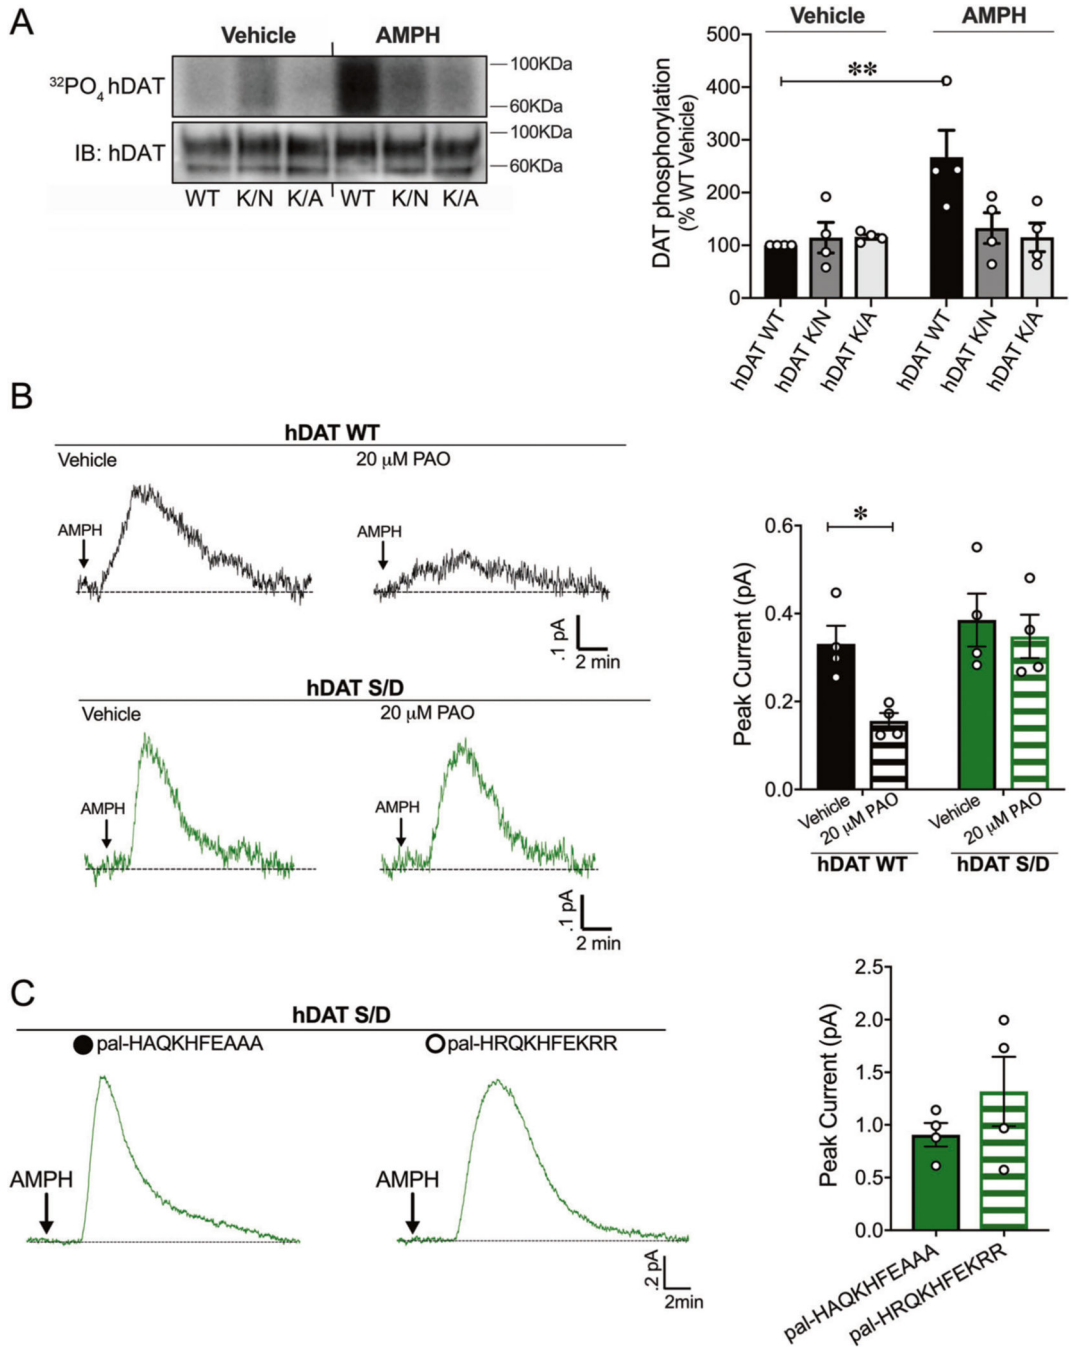 A
Vehicle
AMPH
32PO4 hDAT
100KDa
60KDa
IB: hDAT
100KDa
60KDa
WT K/N K/A WT K/N K/A
Vehicle
AMPH
DAT phosphorylation
(% WT Vehicle)
500
400
300
200
100
0
**
hDAT WT
hDAT K/N
hDAT K/A
hDAT WT
hDAT K/N
hDAT K/A
B
hDAT WT
Vehicle
20 μM PAO
AMPH
AMPH
.1 pA
2 min
hDAT S/D
Vehicle
20 μM PAO
AMPH
AMPH
.1 pA
2 min
Peak Current (pA)
0.6
0.4
0.2
0.0
*
Vehicle
20 μM PAO
Vehicle
20 μM PAO
hDAT WT
hDAT S/D
C
hDAT S/D
pal-HAQKHFEAAA
pal-HRQKHFEKRR
AMPH
AMPH
.2 pA
2min
Peak Current (pA)
2.5
2.0
1.5
1.0
0.5
0.0
pal-HAQKHFEAAA
pal-HRQKHFEKRR